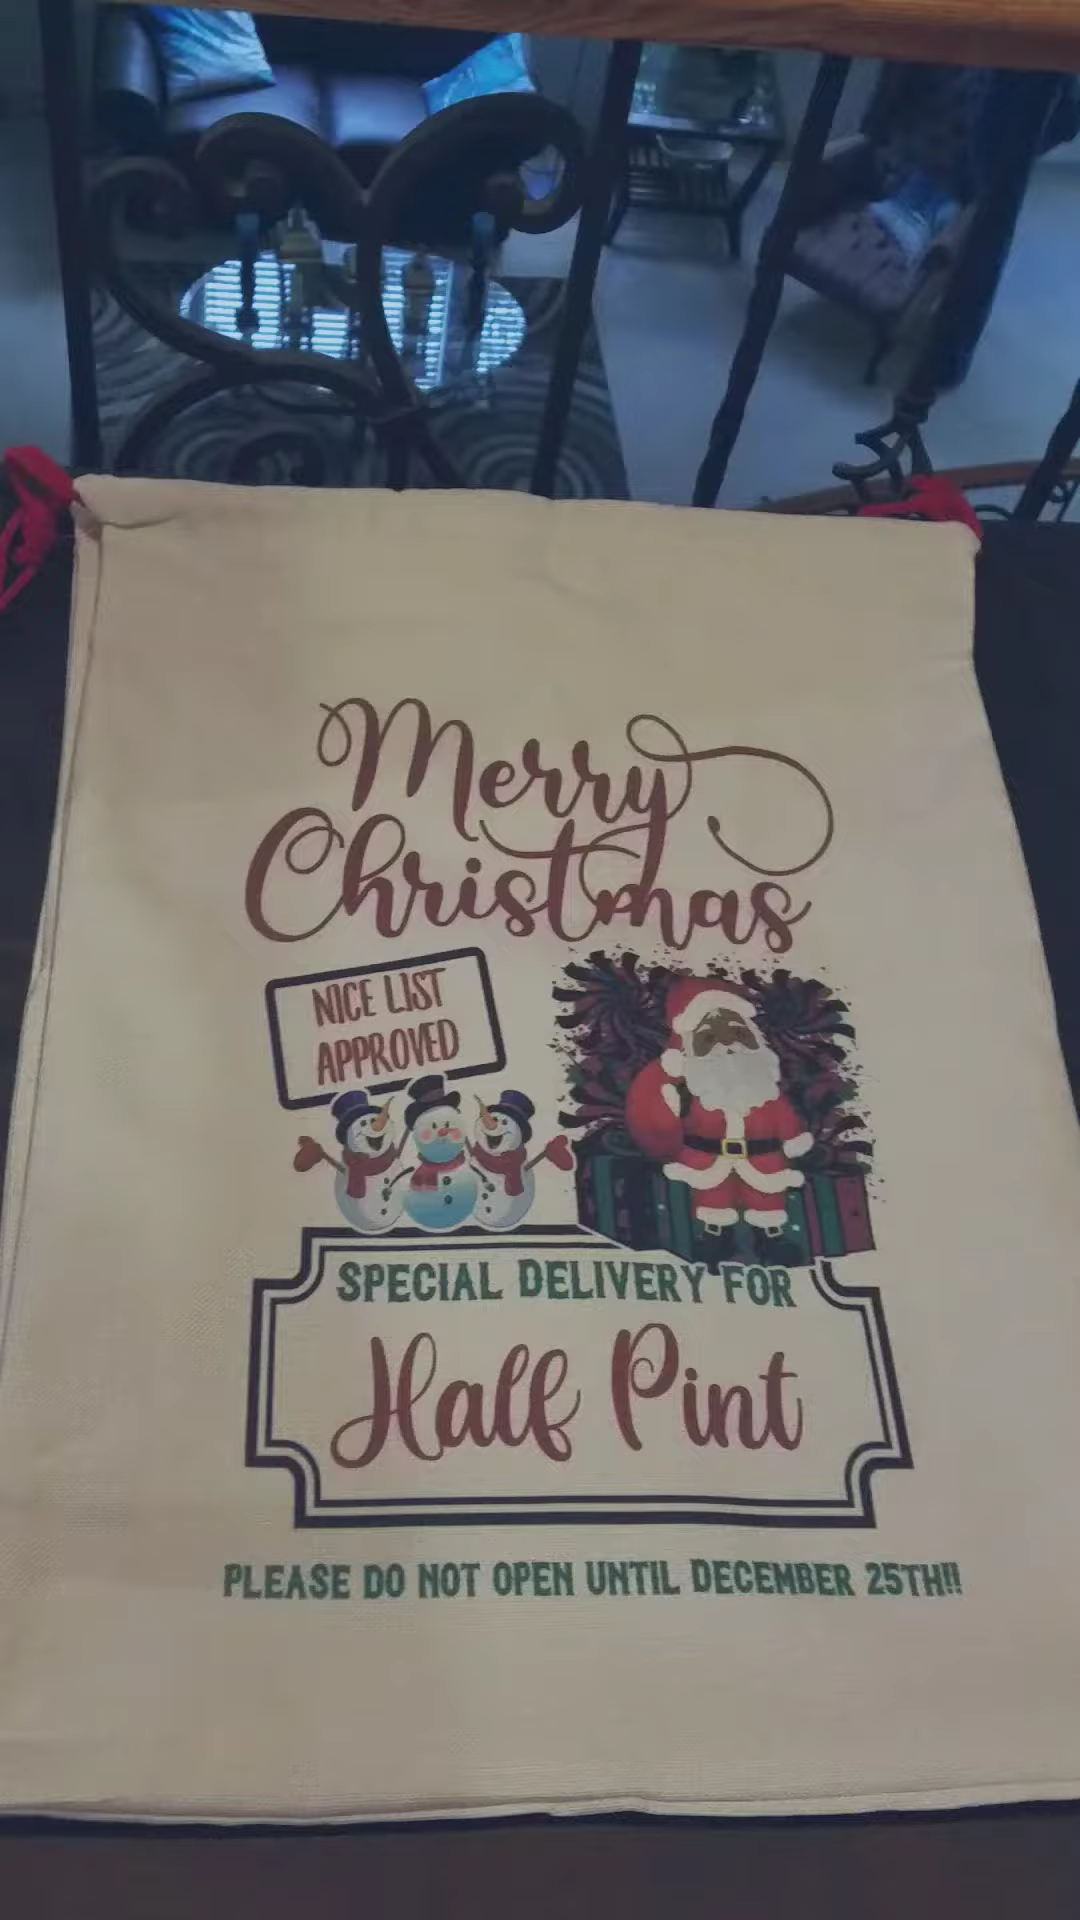 Merry
Christmas
NICE LIST
APPROVED
SPECIAL DELIVERY FOR
Half Pint
PLEASE DO NOT OPEN UNTIL DECEMBER 25TH!!